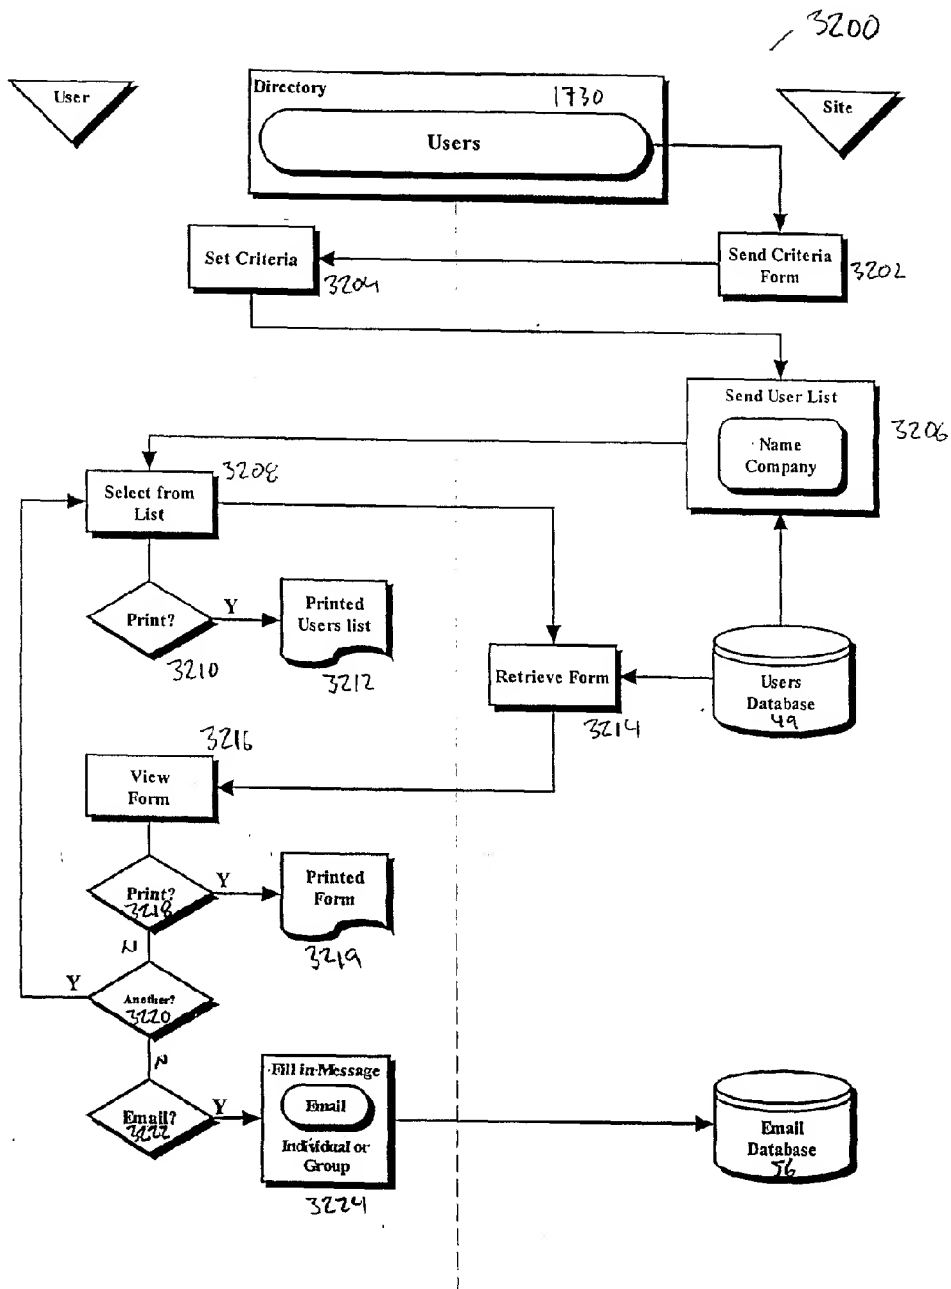 3200
User
Directory
1730
Users
Site
Set Criteria
3204
Send Criteria
Form
3202
Send User List
Name
Company
3206
3208
Select from
List
Print?
Y
3210
Printed
Users list
3212
Retrieve Form
3214
Users
Database
49
3216
View
Form
Print?
3218
Y
Printed
Form
3219
N
Y
Another?
3220
N
Email?
3222
Y
Fill in Message
Email
Individual or
Group
3224
Email
Database
56